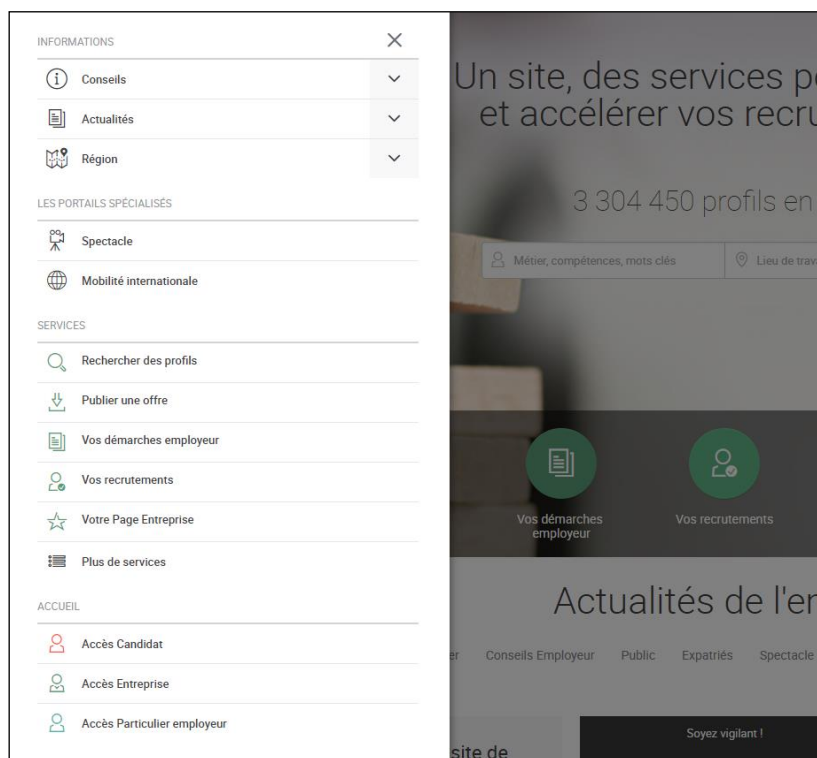 INFORMATIONS
Conseils
Actualités
Région
LES PORTAILS SPÉCIALISÉS
Spectacle
Mobilité internationale
SERVICES
Rechercher des profils
Publier une offre
Vos démarches employeur
Vos recrutements
Votre Page Entreprise
Plus de services
ACCUEIL
Accès Candidat
Accès Entreprise
Accès Particulier employeur
Un site, des services p
et accélérer vos recru
3 304 450 profils en
Métier, compétences, mots clés
Lieu de trav
Vos démarches
employeur
Vos recrutements
Actualités de l'e
er Conseils Employeur Public Expatriés Spectacle
site de
Soyez vigilant !